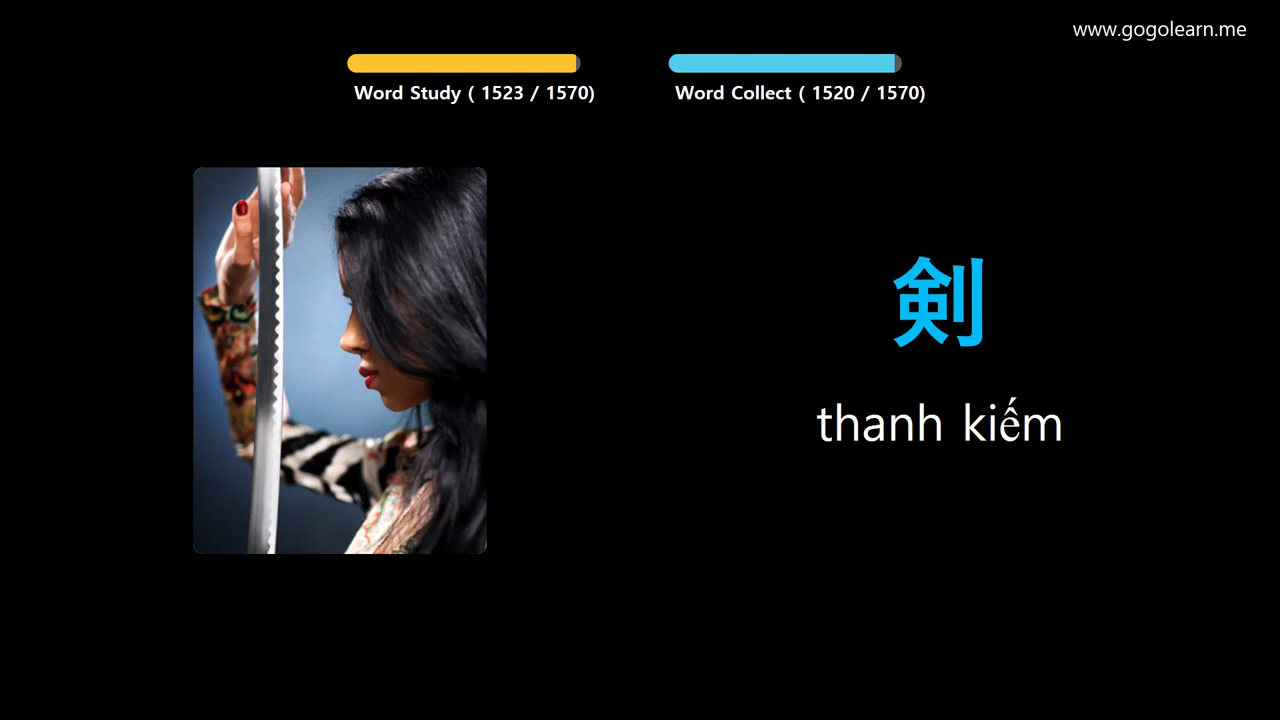 www.gogolearn.me
Word Study ( 1523 / 1570)
Word Collect ( 1520 / 1570)
剣
thanh kiếm